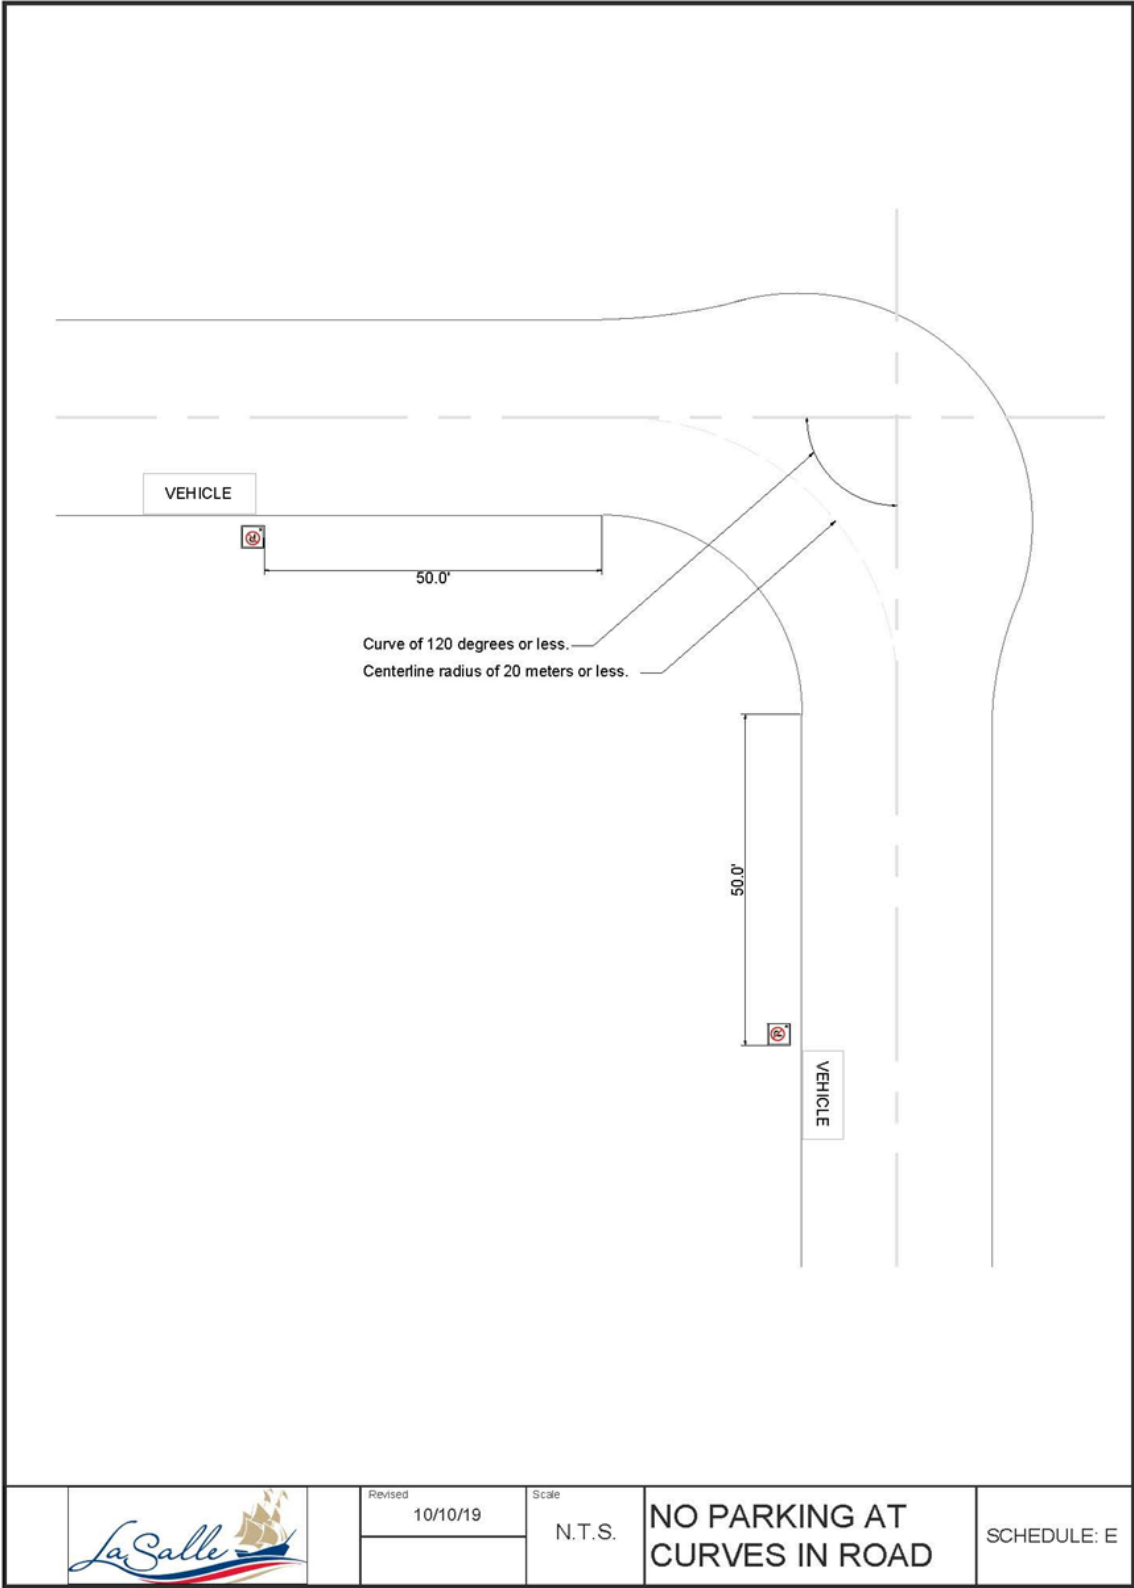 VEHICLE
50.0'
Curve of 120 degrees or less.
Centerline radius of 20 meters or less.
50.0'
VEHICLE
LaSalle
Revised
10/10/19
Scale
N.T.S.
NO PARKING AT
CURVES IN ROAD
SCHEDULE: E